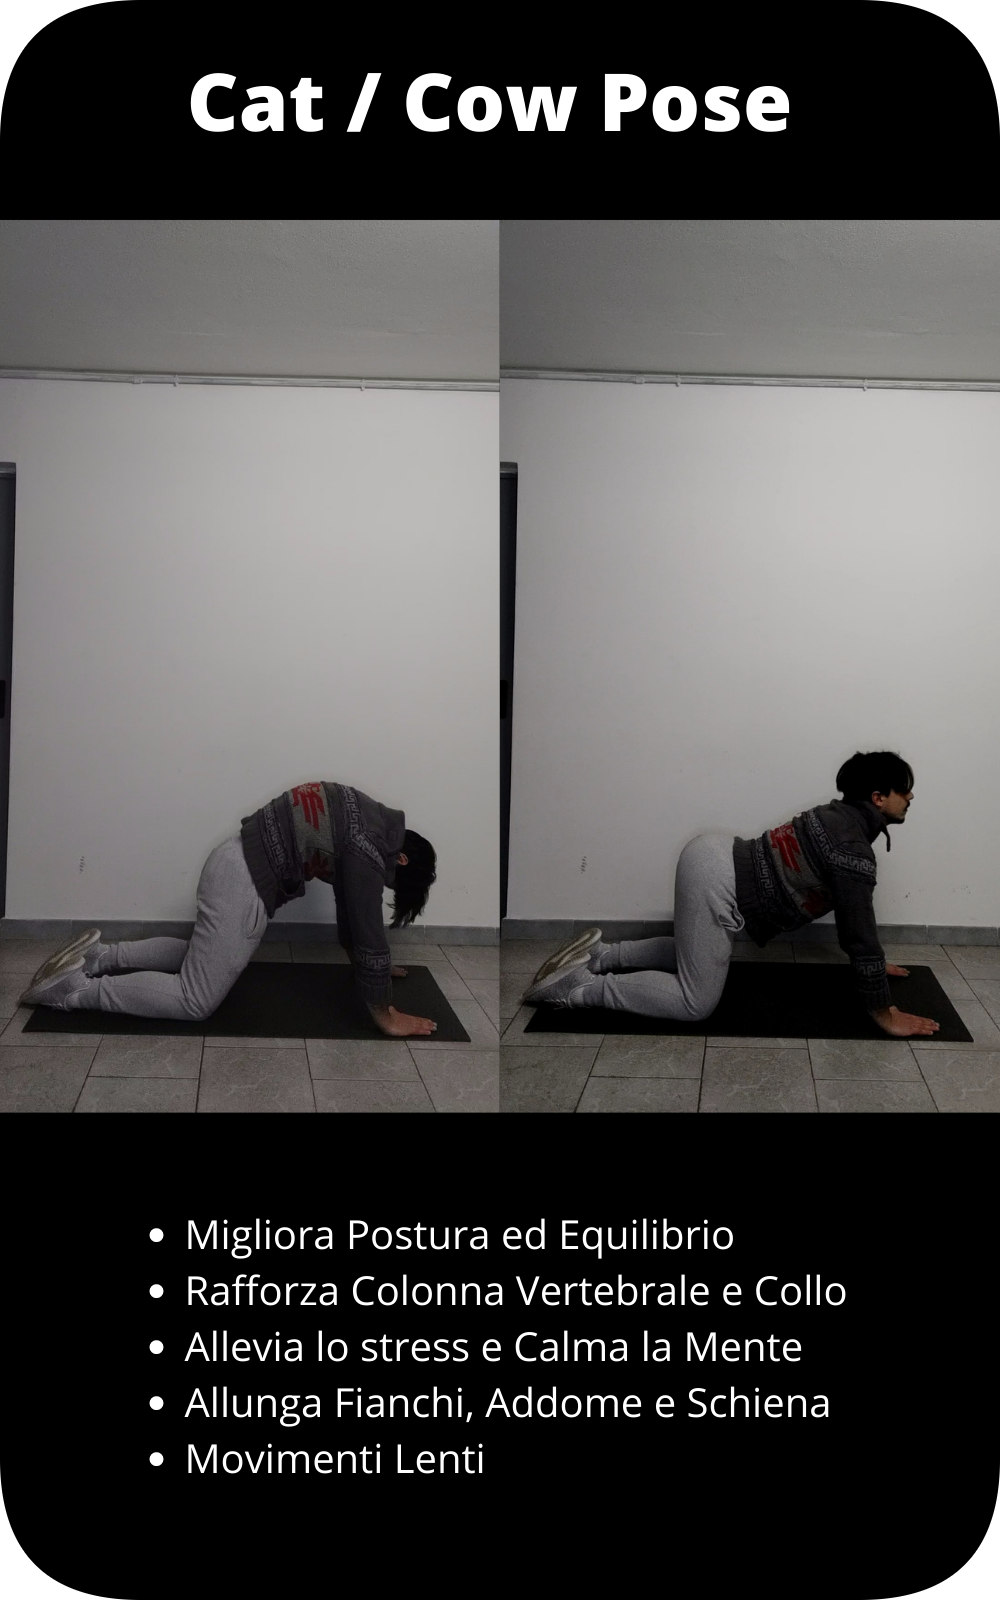 Cat / Cow Pose
Migliora Postura ed Equilibrio
Rafforza Colonna Vertebrale e Collo
Allevia lo stress e Calma la Mente
Allunga Fianchi, Addome e Schiena
Movimenti Lenti